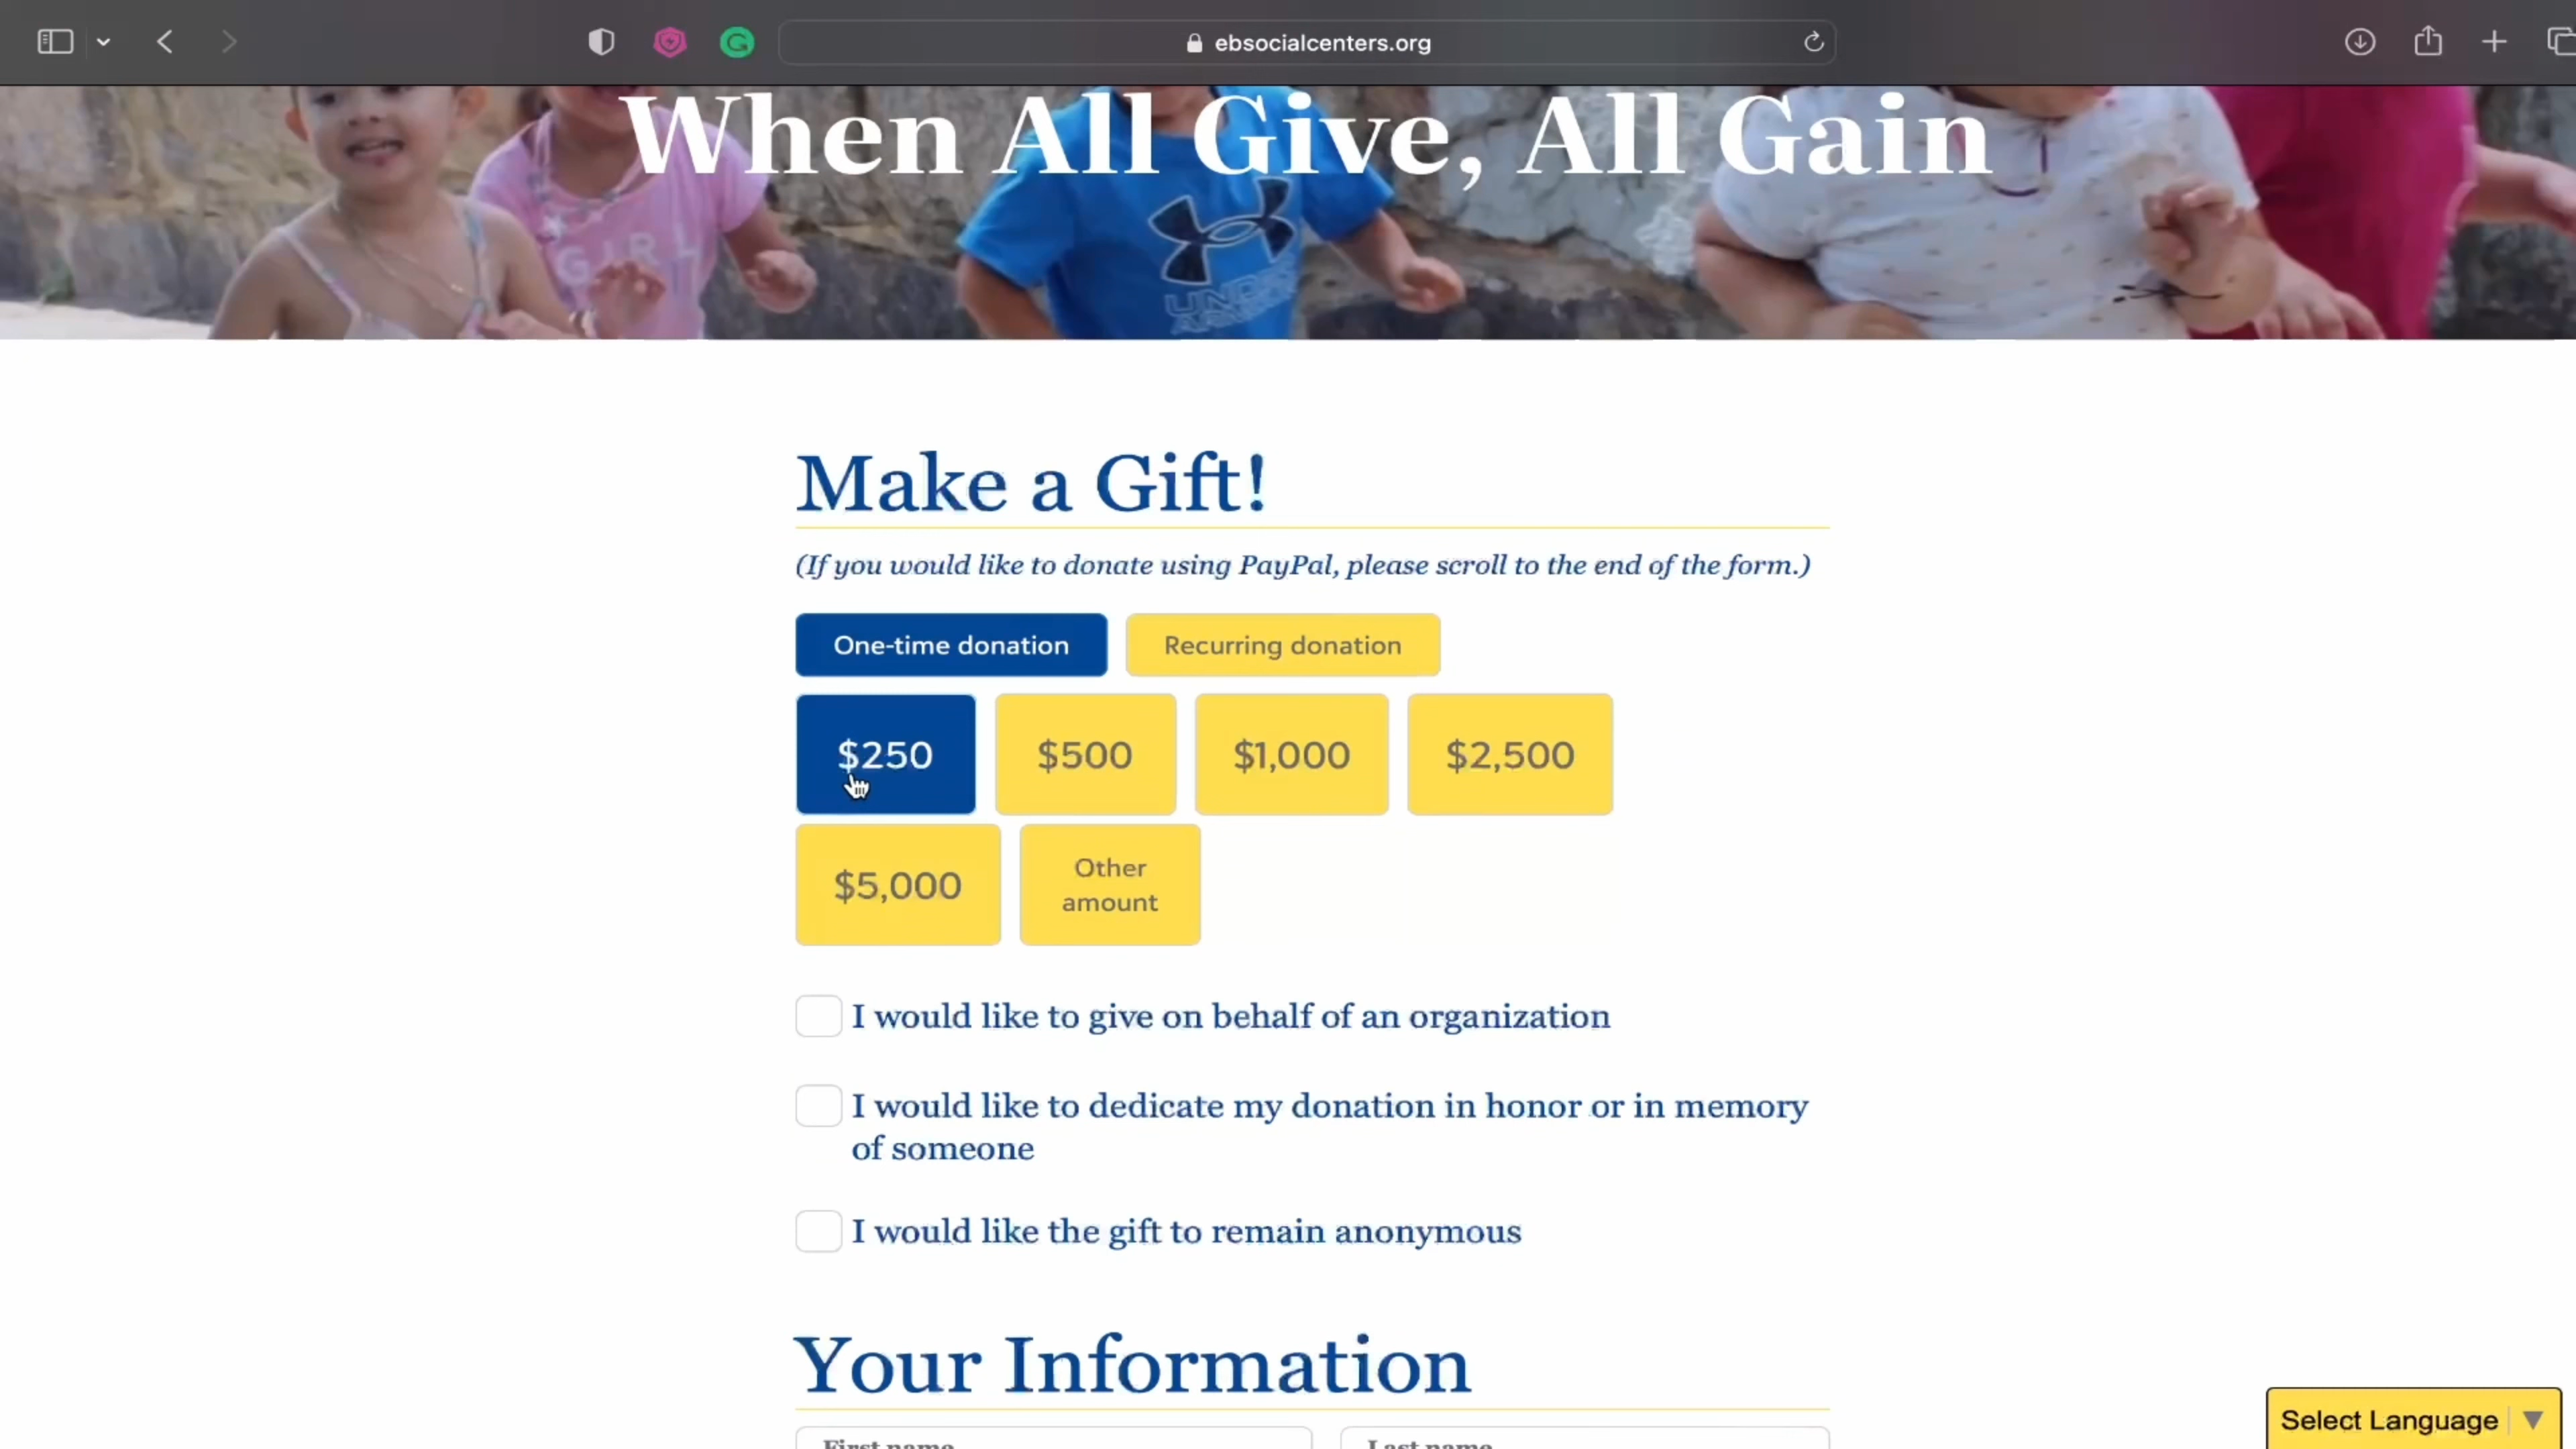 ebsocialcenters.org
When All Give, All Gain
GIRL
UNDER
ARMOUR
Make a Gift!
(If you would like to donate using PayPal, please scroll to the end of the form.)
One-time donation
Recurring donation
$250
$500
$1,000
$2,500
$5,000
Other
amount
I would like to give on behalf of an organization
I would like to dedicate my donation in honor or in memory
of someone
I would like the gift to remain anonymous
Your Information
First name
Last name
Select Language